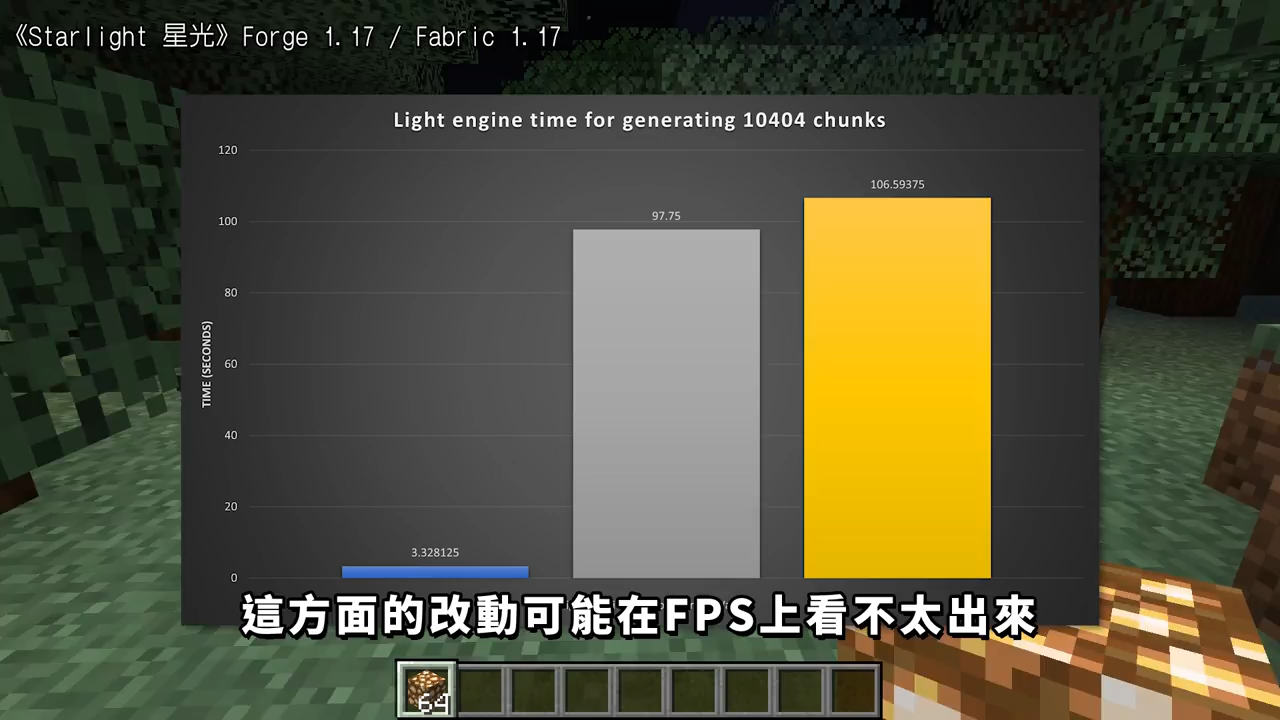 《Starlight 星光》Forge 1.17 / Fabric 1.17
Light engine time for generating 10404 chunks
120
106.59375
97.75
100
80
TIME (SECONDS)
60
40
20
3.328125
0
這方面的改動可能在FPS上看不太出來
64